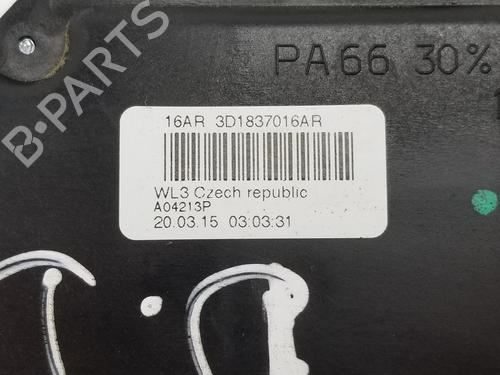 PA66 30%
16AR 3D1837016AR
WL3 Czech republic
A04213P
20.03.15 03:03:31
B-PARTS